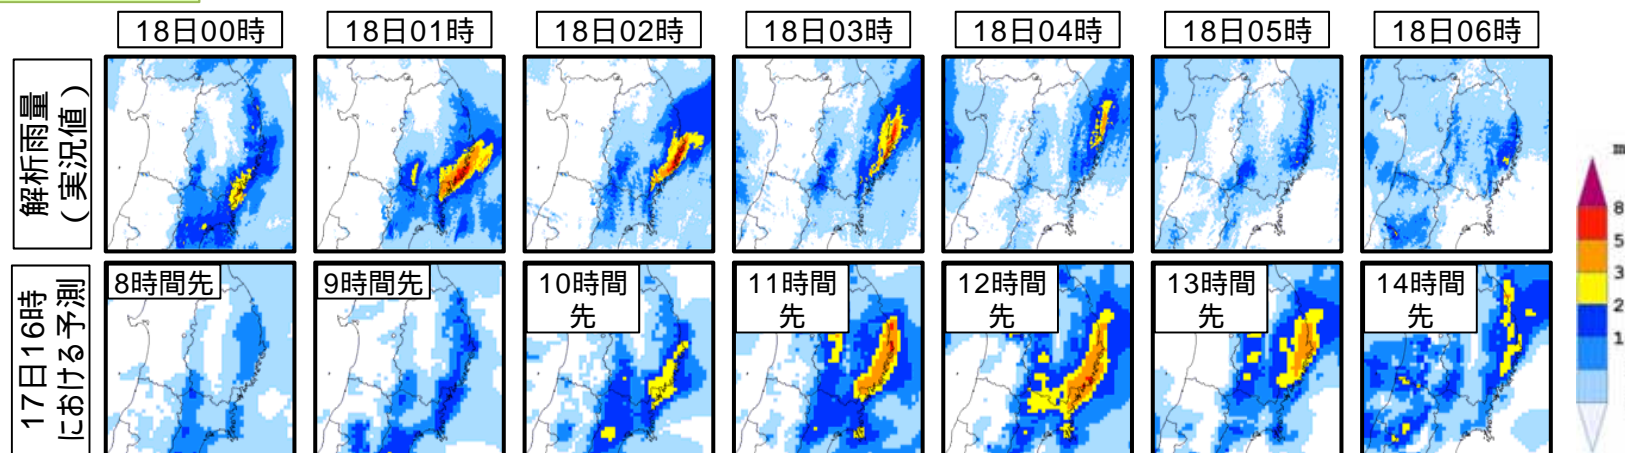 18日00時
18日01時
18日02時
18日03時
18日04時
18日05時
18日06時
解析雨量
(実況値)
m
8
5
3
2
1
17日16時
における予測
8時間先
9時間先
10時間
先
11時間
先
12時間
先
13時間
先
14時間
先